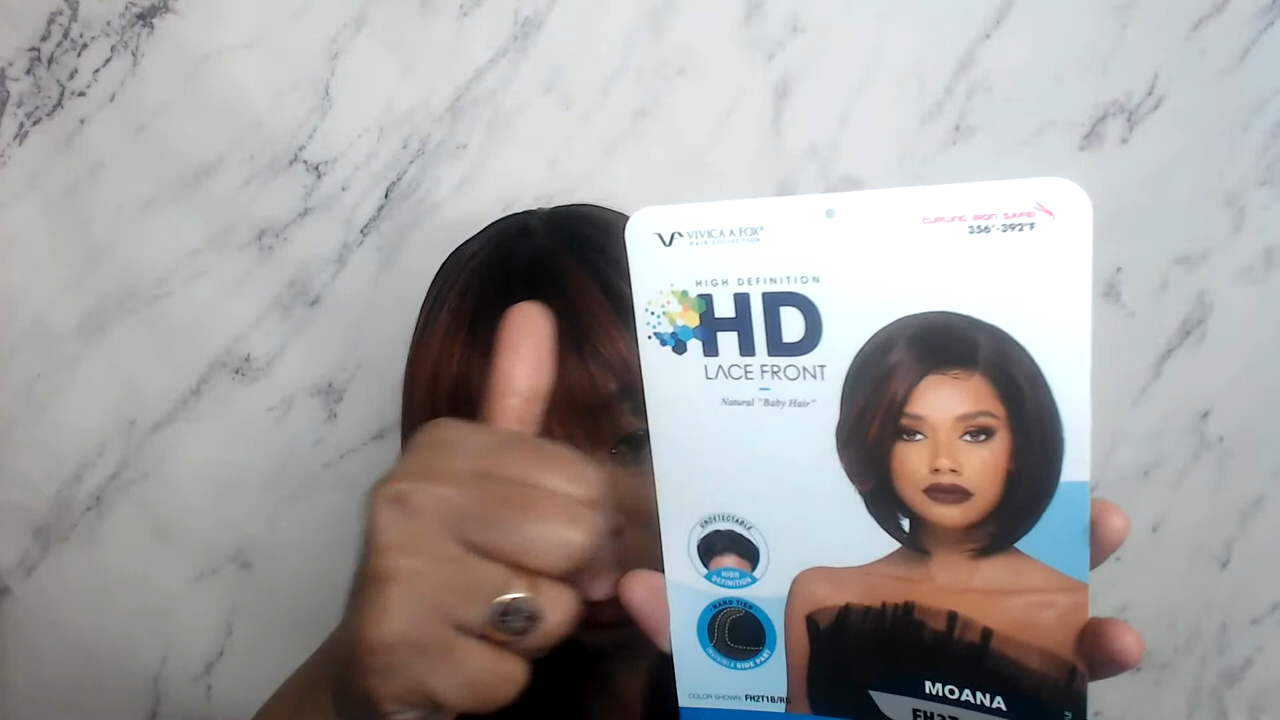 VIVICA A. FOX®
HAIR COLLECTION
CURLING IRON SAFE
356°-392°F
HIGH DEFINITION
HD
LACE FRONT
Natural "Baby Hair"
UNDETECTABLE
HIGH
DEFINITION
HAND TIED
INVISIBLE SIDE PART
COLOR SHOWN: FH2T1B/R
MOANA